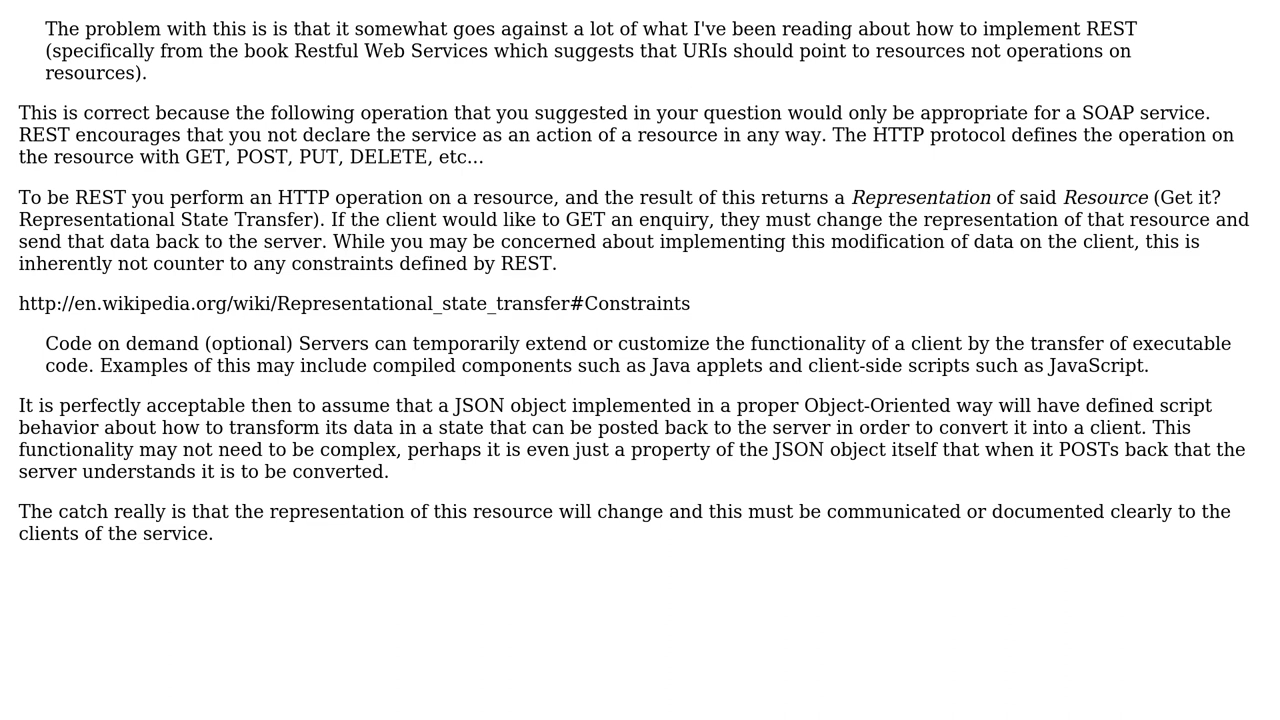 The problem with this is is that it somewhat goes against a lot of what I've been reading about how to implement REST
(specifically from the book Restful Web Services which suggests that URIs should point to resources not operations on
resources).
This is correct because the following operation that you suggested in your question would only be appropriate for a SOAP service.
REST encourages that you not declare the service as an action of a resource in any way. The HTTP protocol defines the operation on
the resource with GET, POST, PUT, DELETE, etc...
To be REST you perform an HTTP operation on a resource, and the result of this returns a Representation of said Resource (Get it?
Representational State Transfer). If the client would like to GET an enquiry, they must change the representation of that resource and
send that data back to the server. While you may be concerned about implementing this modification of data on the client, this is
inherently not counter to any constraints defined by REST.
http://en.wikipedia.org/wiki/Representational_state_transfer#Constraints
Code on demand (optional) Servers can temporarily extend or customize the functionality of a client by the transfer of executable
code. Examples of this may include compiled components such as Java applets and client-side scripts such as JavaScript.
It is perfectly acceptable then to assume that a JSON object implemented in a proper Object-Oriented way will have defined script
behavior about how to transform its data in a state that can be posted back to the server in order to convert it into a client. This
functionality may not need to be complex, perhaps it is even just a property of the JSON object itself that when it POSTs back that the
server understands it is to be converted.
The catch really is that the representation of this resource will change and this must be communicated or documented clearly to the
clients of the service.